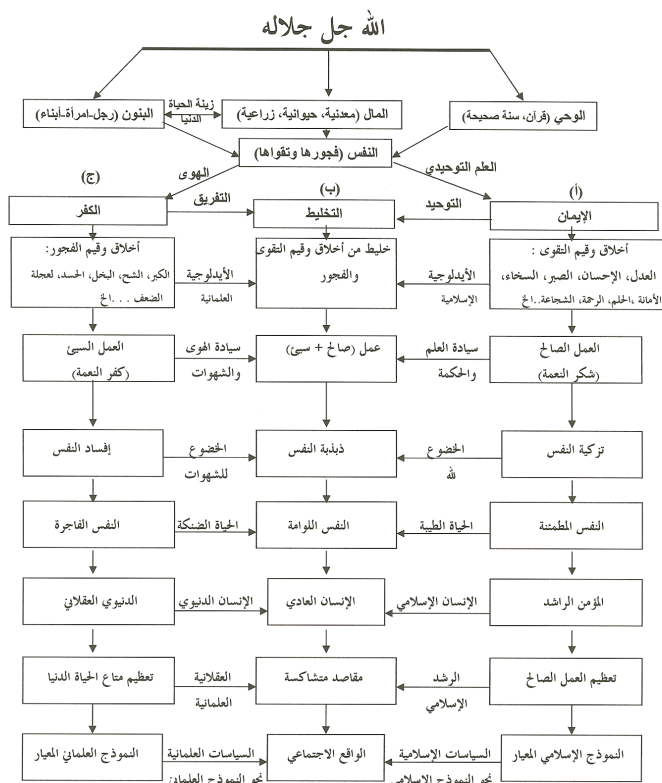 الله جل جلاله
الوحي (قرآن، سنة صحيحة)
المال (معدنية، حيوانية، زراعية)
زينة الحياة
الدنيا
البنون (رجل-امرأة-أبناء)
النفس (فجورها وتقواها)
العلم التوحيدي
الهوى
(أ)
(ب)
(ج)
الإيمان
التوحيد
التخليط
التفريق
الكفر
أخلاق وقيم التقوى :
العدل، الإحسان، الصبر، السخاء،
الأمانة ،الحلم، الرحمة، الشجاعة..الخ
الأيدلوجية
الإسلامية
خليط من أخلاق وقيم التقوى
والفجور
الأيدلوجية
العلمانية
أخلاق وقيم الفجور:
الكبر، الشح، البخل، الحسد، لعجلة
الضعف . . .الخ
العمل الصالح
(شكر النعمة)
سيادة العلم
والحكمة
عمل (صالح + سيئ)
سيادة الهوى
والشهوات
العمل السيئ
(كفر النعمة)
تزكية النفس
الخضوع
لله
ذبذبة النفس
الخضوع
للشهوات
إفساد النفس
النفس المطمئنة
الحياة الطيبة
النفس اللوامة
الحياة الضنكة
النفس الفاجرة
المؤمن الراشد
الإنسان الإسلامي
الإنسان العادي
الإنسان الدنيوي
الدنيوي العقلاني
تعظيم العمل الصالح
الرشد
الإسلامي
مقاصد متشاكسة
العقلانية
العلمانية
تعظيم متاع الحياة الدنيا
النموذج الإسلامي المعيار
السياسات الإسلامية
نحو النموذج الإسلامي
الواقع الاجتماعي
السياسات العلمانية
نحو النموذج العلماني
النموذج العلماني المعيار